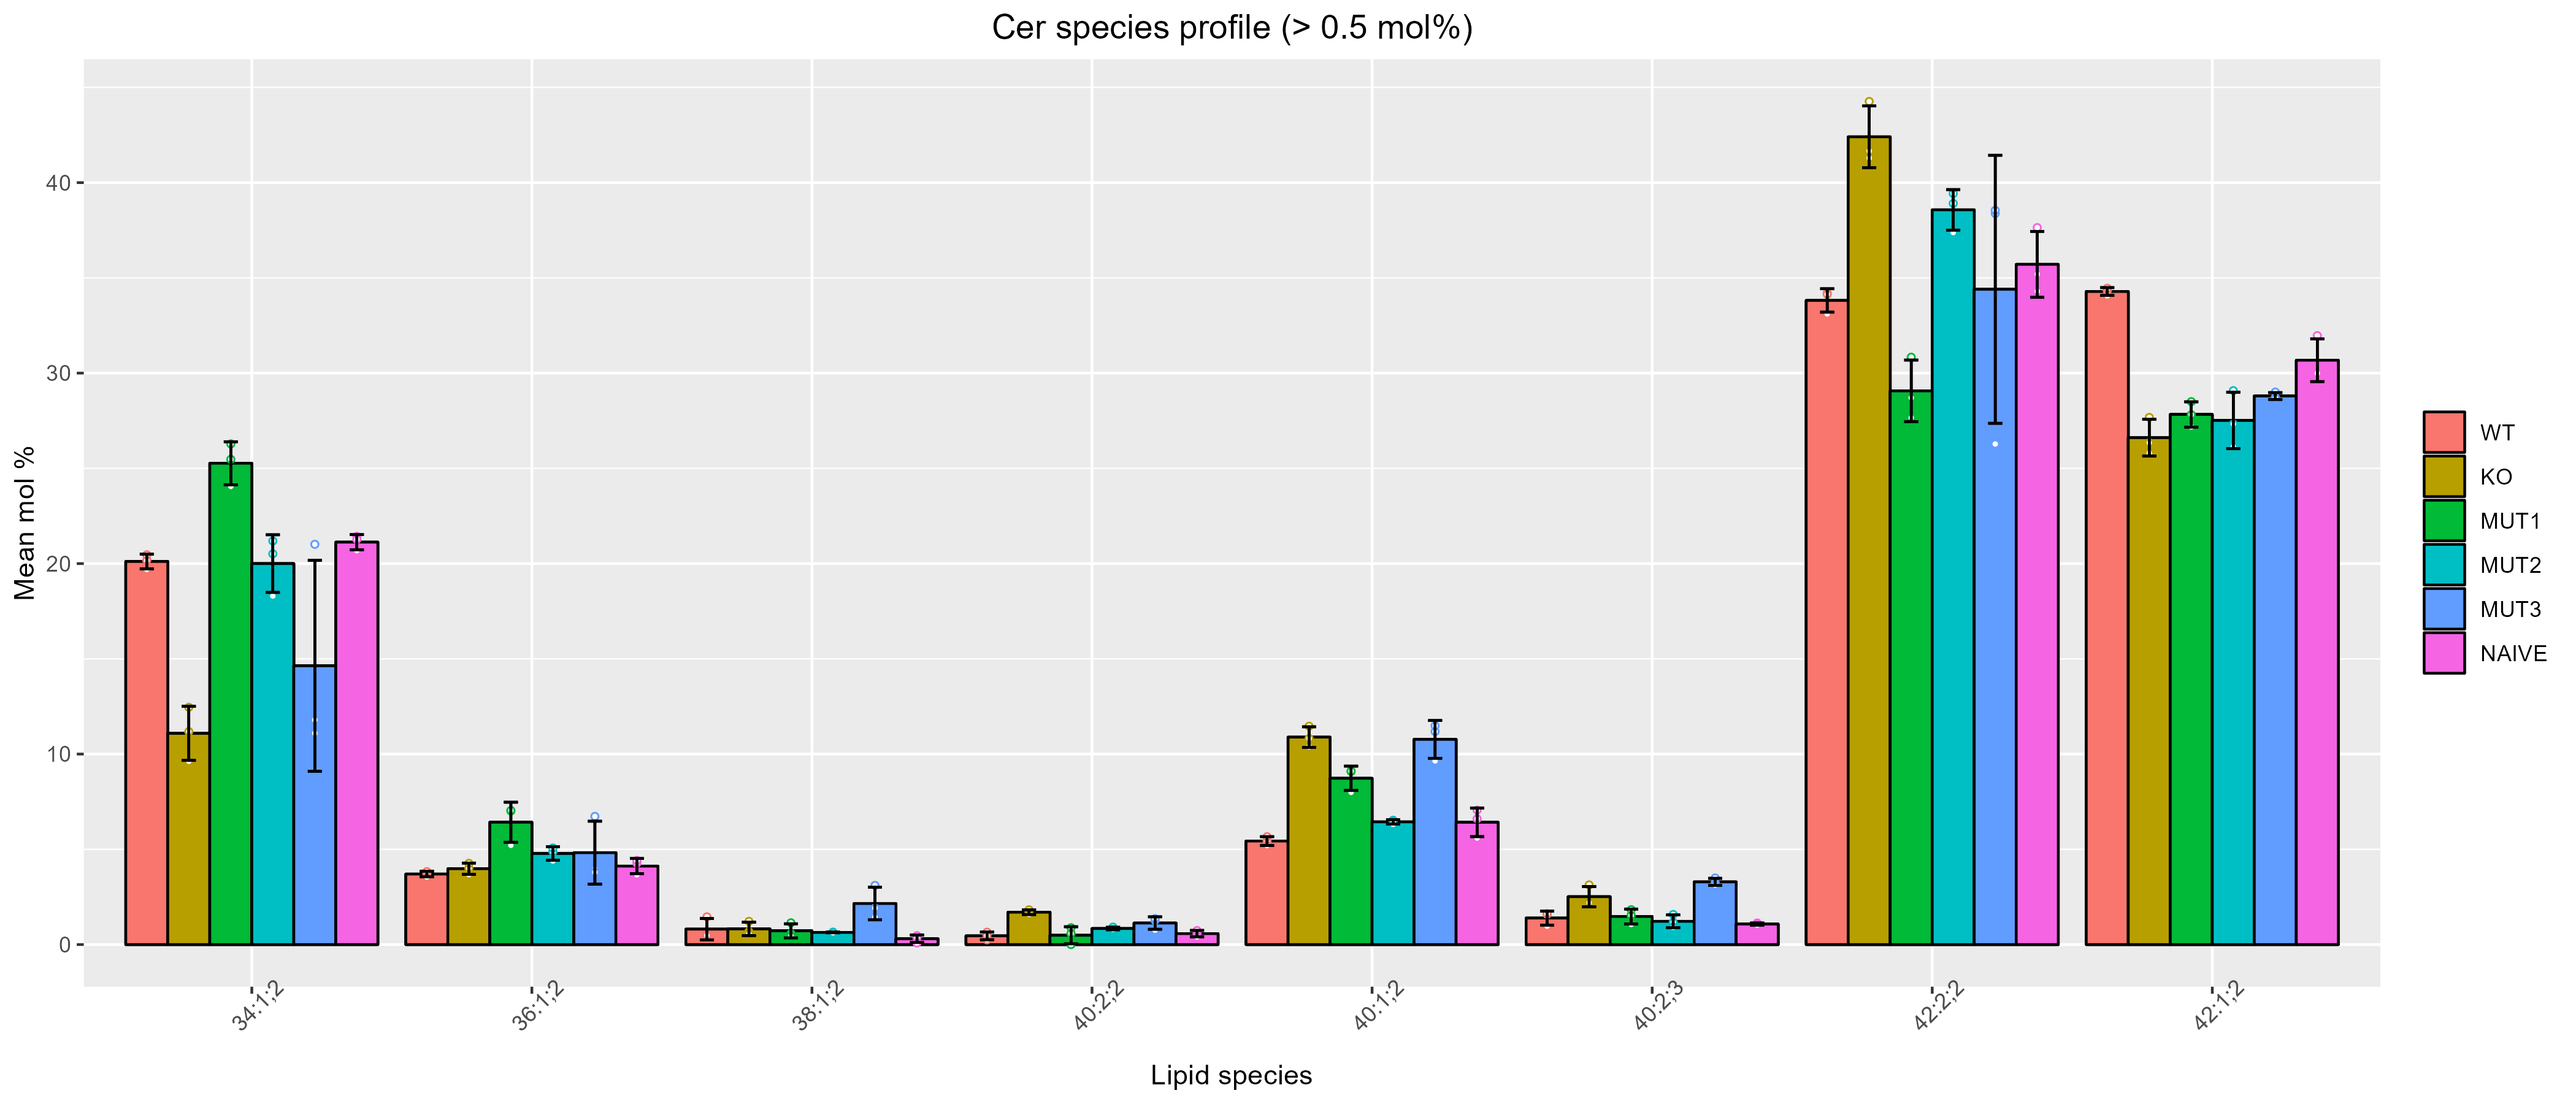 Cer species profile (> 0.5 mol%)
Mean mol %
40
30
20
10
0
34:1;2
36:1;2
38:1;2
40:2;2
40:1;2
40:2;3
42:2;2
42:1;2
Lipid species
WT
KO
MUT1
MUT2
MUT3
NAIVE